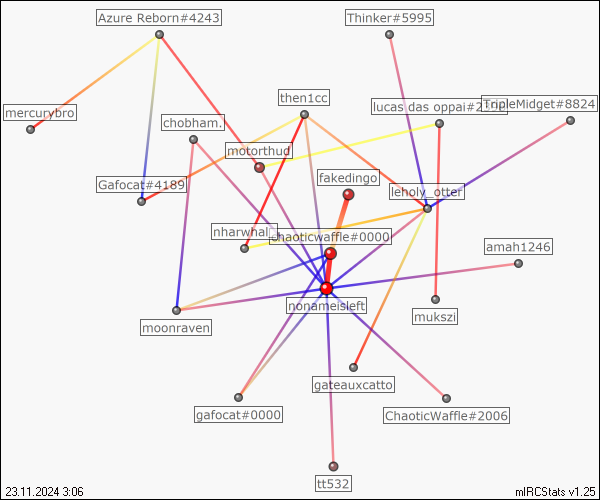 Azure Reborn#4243
Thinker#5995
then1cc
mercurybro
lucas das oppai#2
TripleMidget#8824
chobham.
motorthud
fakedingo
Gafocat#4189
leholy_otter
nharwhal_
chaoticwaffle#0000
amah1246
nonameisleft
moonraven
mukszi
gateauxcatto
gafocat#0000
ChaoticWaffle#2006
tt532
23.11.2024 3:06
mIRCStats v1.25